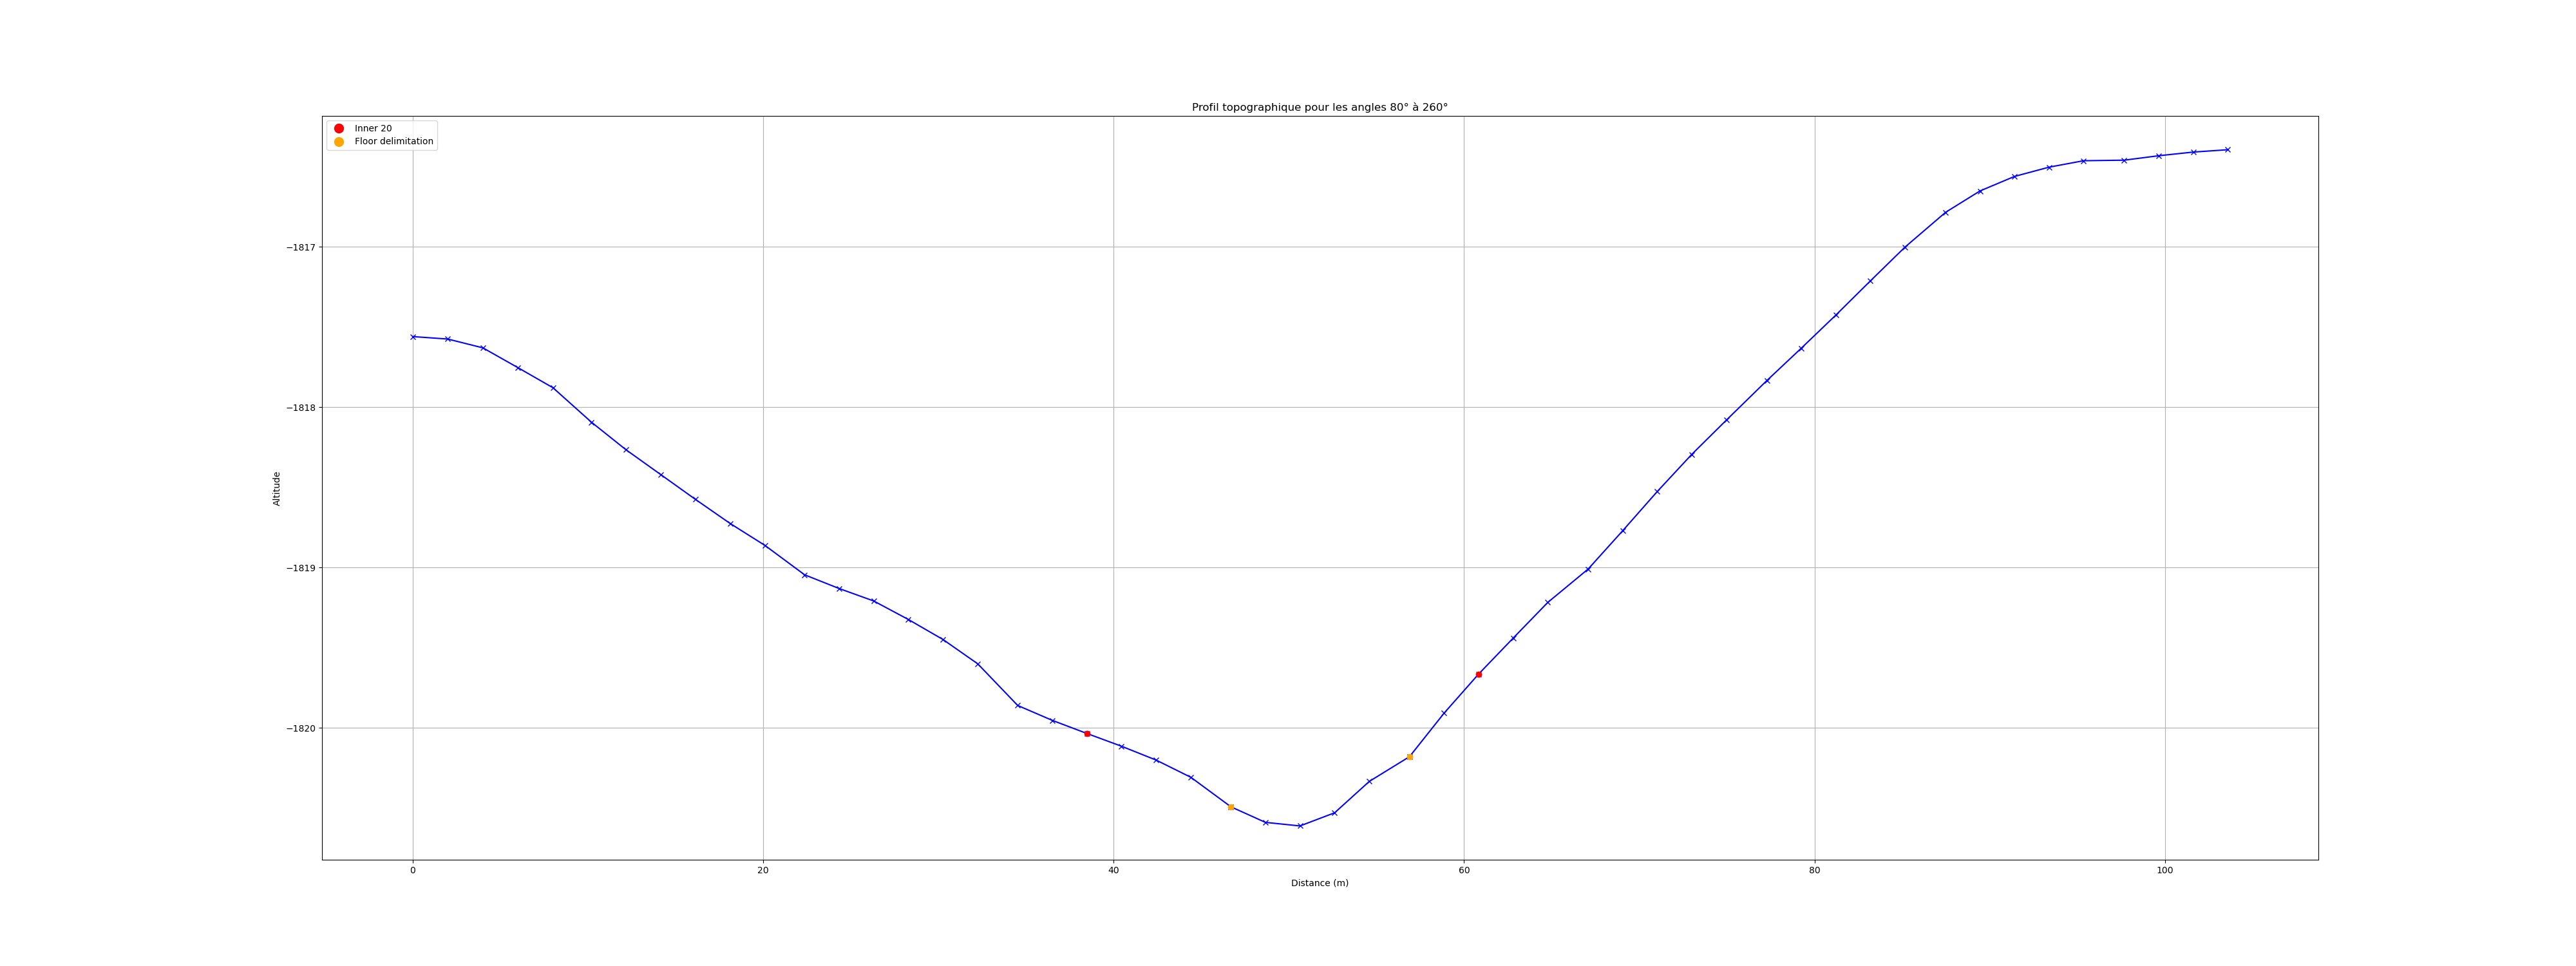 Profil topographique pour les angles 80° à 260°
Inner 20
Floor delimitation
−1817
−1818
−1819
−1820
Altitude
0 20 40 60 80 100
Distance (m)